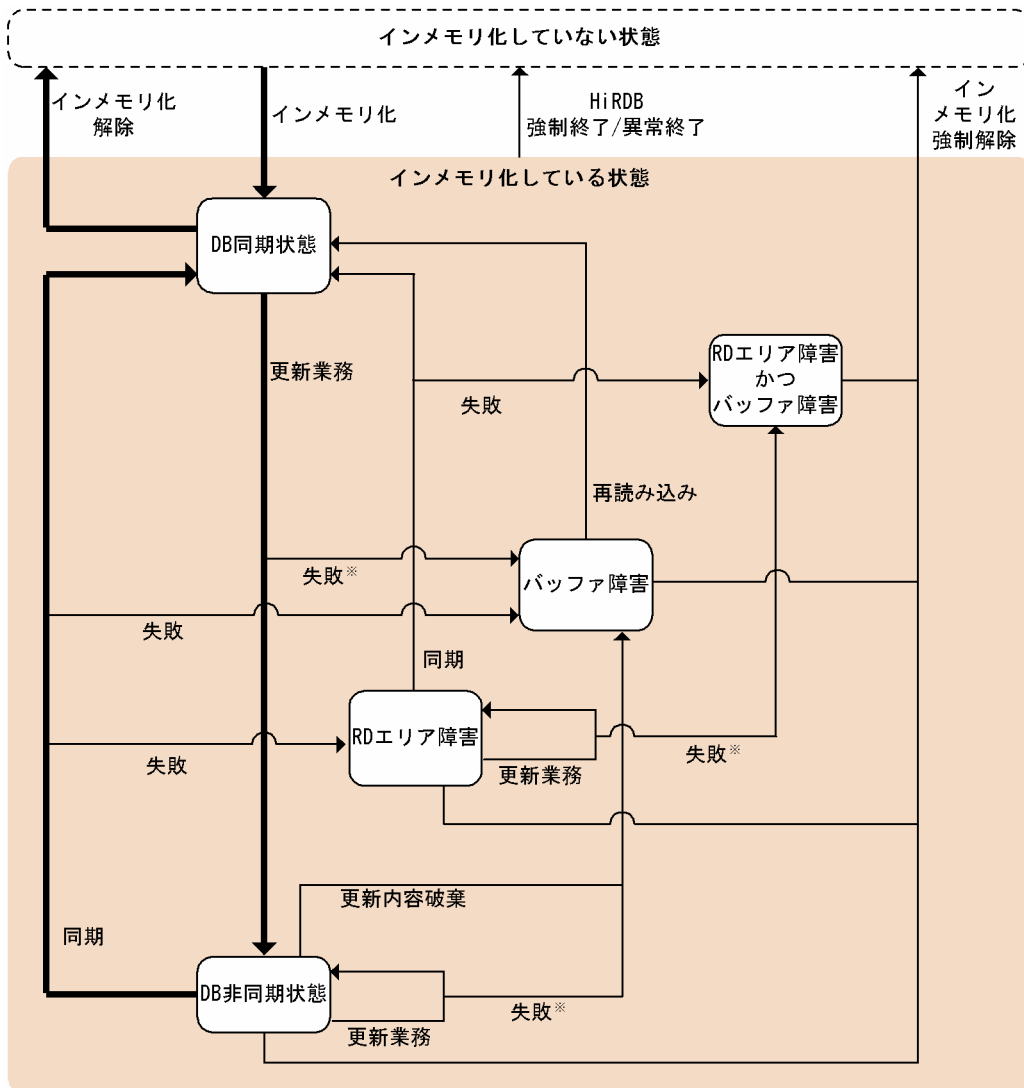 インメモリ化していない状態
インメモリ化
解除
インメモリ化
HiRDB
強制終了/異常終了
イン
メモリ化
強制解除
インメモリ化している状態
DB同期状態
更新業務
RDエリア障害
かつ
バッファ障害
失敗
再読み込み
失敗※
バッファ障害
失敗
同期
RDエリア障害
失敗
更新業務
失敗※
更新内容破棄
同期
DB非同期状態
更新業務
失敗※